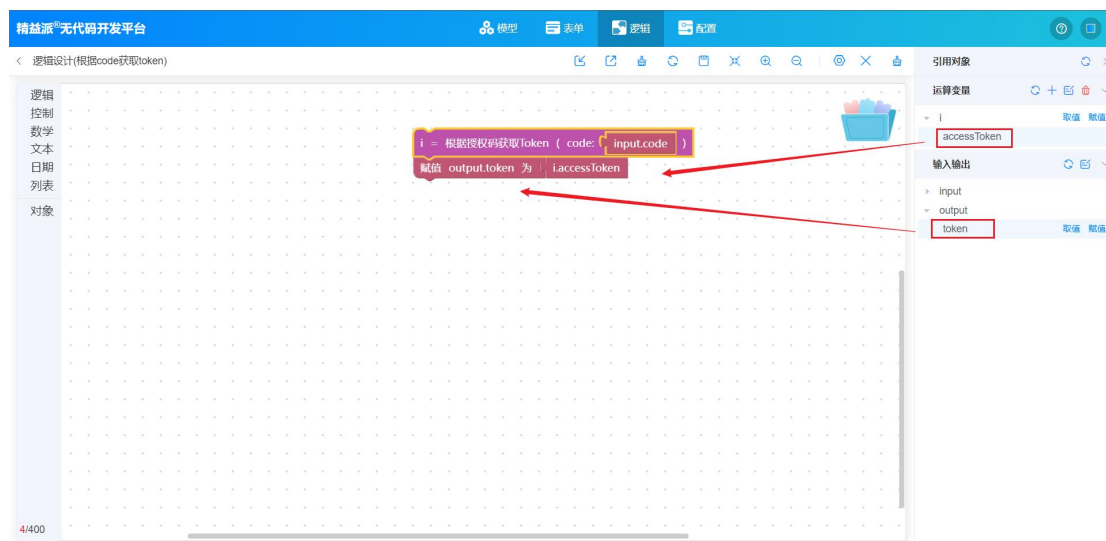 精益派®无代码开发平台 模型 表单 逻辑 配置
逻辑设计(根据code获取token)
引用对象
逻辑
控制
数学
文本
日期
列表
对象
i = 根据授权码获取Token ( code: input.code )
赋值 output.token 为 i.accessToken
运算变量
i 取值 赋值
accessToken
输入输出
input
output
token 取值 赋值
4/400